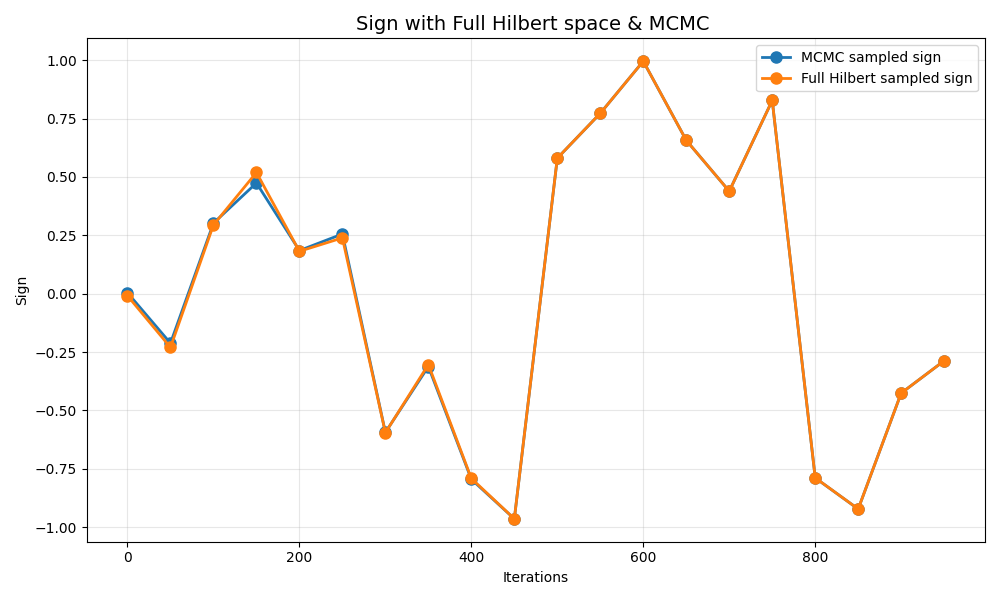 Sign with Full Hilbert space & MCMC
MCMC sampled sign
Full Hilbert sampled sign
1.00
0.75
0.50
0.25
0.00
−0.25
−0.50
−0.75
−1.00
Sign
0 200 400 600 800
Iterations